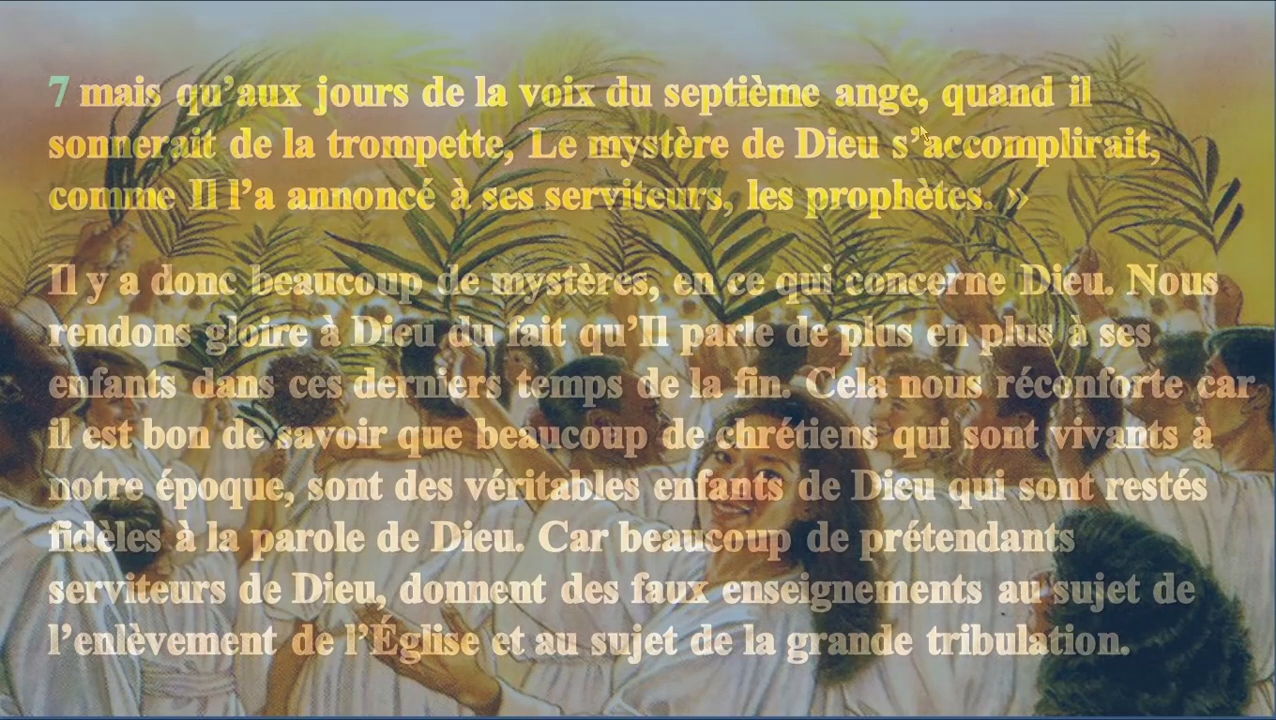 7 mais qu’aux jours de la voix du septième ange, quand il
sonnerait de la trompette, Le mystère de Dieu s’accomplirait,
comme Il l’a annoncé à ses serviteurs, les prophètes. »
Il y a donc beaucoup de mystères, en ce qui concerne Dieu. Nous
rendons gloire à Dieu du fait qu’Il parle de plus en plus à ses
enfants dans ces derniers temps de la fin. Cela nous réconforte car
il est bon de savoir que beaucoup de chrétiens qui sont vivants à
notre époque, sont des véritables enfants de Dieu qui sont restés
fidèles à la parole de Dieu. Car beaucoup de prétendants
serviteurs de Dieu, donnent des faux enseignements au sujet de
l’enlèvement de l’Église et au sujet de la grande tribulation.